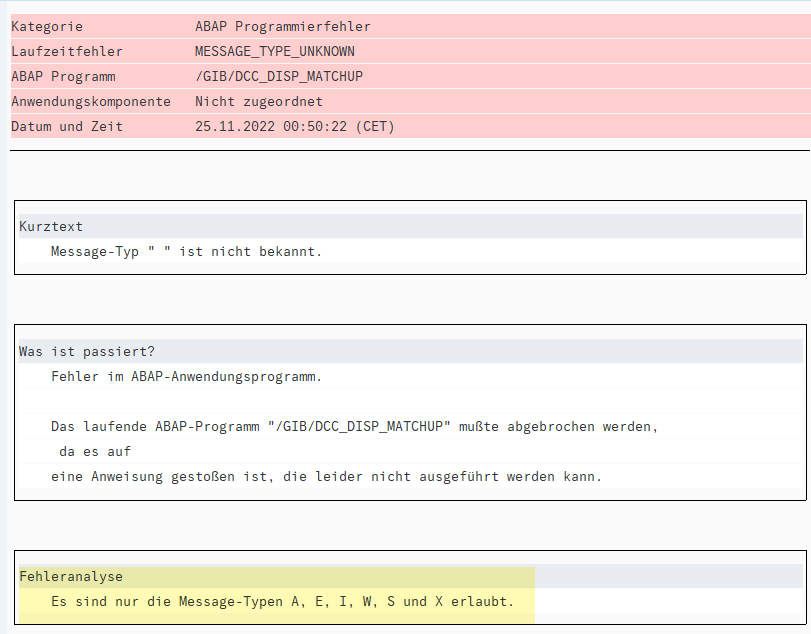 Kategorie ABAP Programmierfehler
Laufzeitfehler MESSAGE_TYPE_UNKNOWN
ABAP Programm /GIB/DCC_DISP_MATCHUP
Anwendungskomponente Nicht zugeordnet
Datum und Zeit 25.11.2022 00:50:22 (CET)
Kurztext
Message-Typ " " ist nicht bekannt.
Was ist passiert?
Fehler im ABAP-Anwendungsprogramm.
Das laufende ABAP-Programm "/GIB/DCC_DISP_MATCHUP" mußte abgebrochen werden,
da es auf
eine Anweisung gestoßen ist, die leider nicht ausgeführt werden kann.
Fehleranalyse
Es sind nur die Message-Typen A, E, I, W, S und X erlaubt.